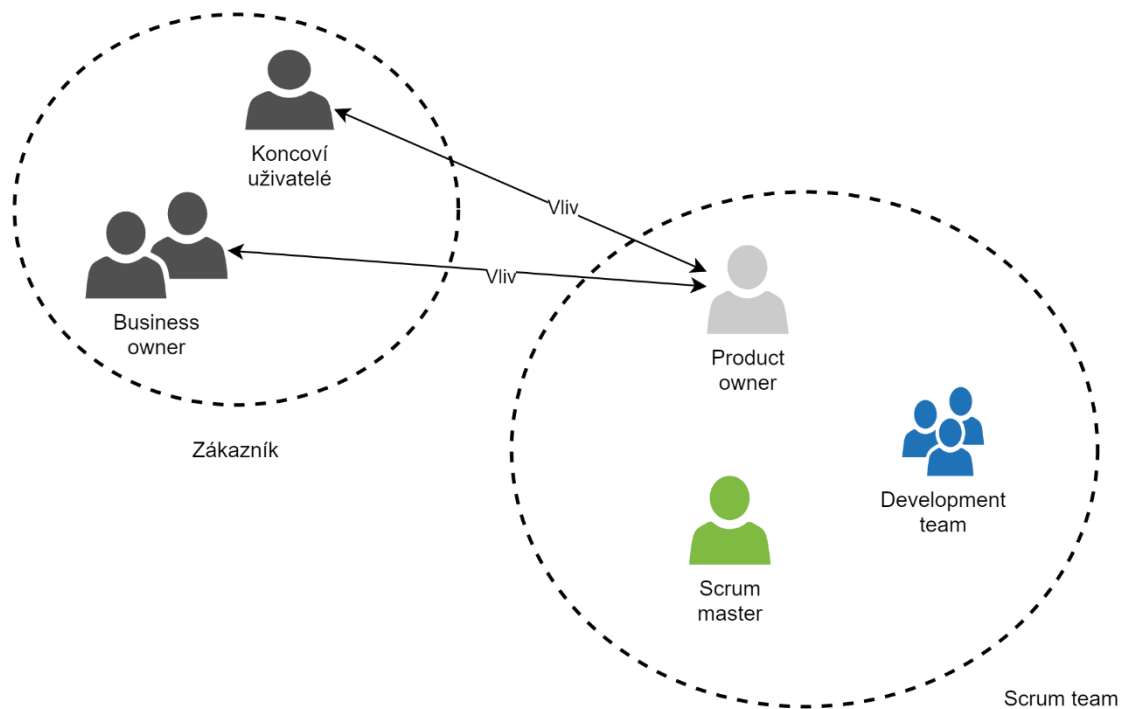 Koncoví
uživatelé
Business
owner
Zákazník
Vliv
Vliv
Product
owner
Development
team
Scrum
master
Scrum team